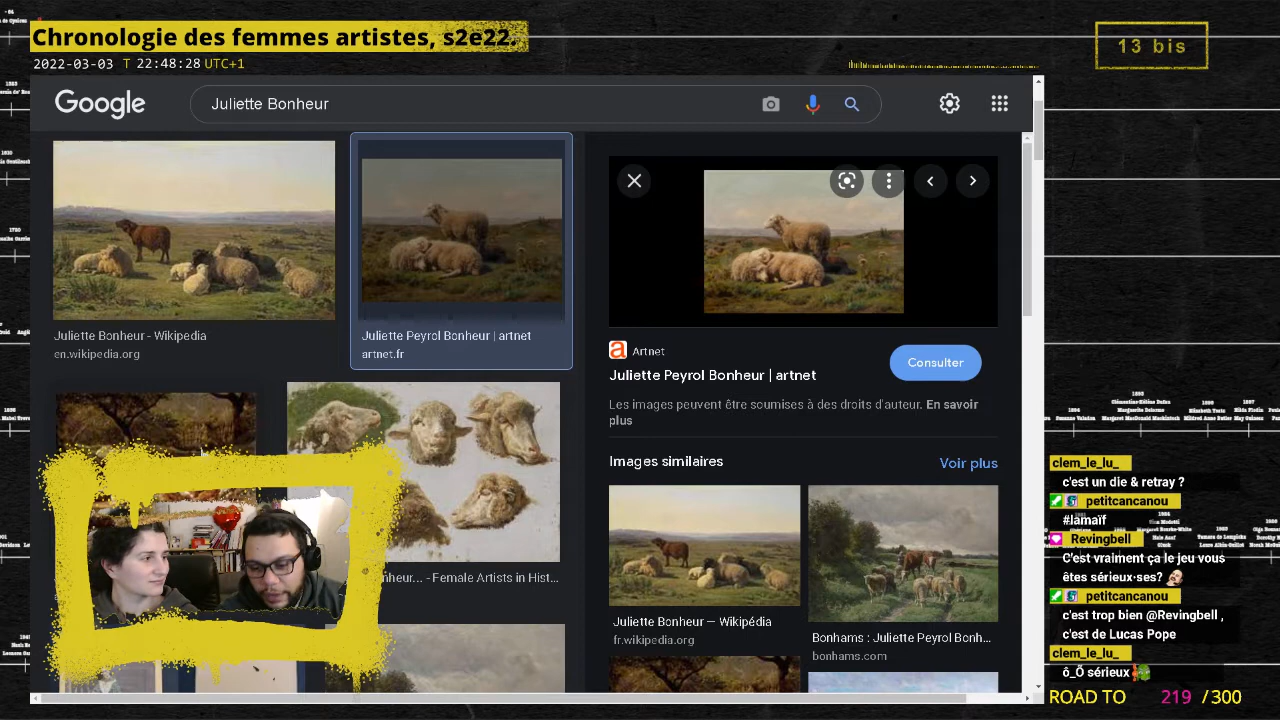 Chronologie des femmes artistes, s2e22.
2022-03-03 T 22:48:28 UTC+1
13 bis
Google
Juliette Bonheur
Juliette Bonheur - Wikipedia
en.wikipedia.org
Juliette Peyrol Bonheur | artnet
artnet.fr
nheur... - Female Artists in Hist...
Artnet
Consulter
Juliette Peyrol Bonheur | artnet
Les images peuvent être soumises à des droits d'auteur. En savoir
plus
Images similaires
Voir plus
Juliette Bonheur — Wikipédia
fr.wikipedia.org
Bonhams : Juliette Peyrol Bonh...
bonhams.com
clem_le_lu_
c'est un die & retray ?
petitcancanou
#lamaïf
Revingbell
C'est vraiment ça le jeu vous
êtes sérieux·ses?
petitcancanou
c'est trop bien @Revingbell ,
c'est de Lucas Pope
clem_le_lu_
ô_Ô sérieux
ROAD TO 219 / 300